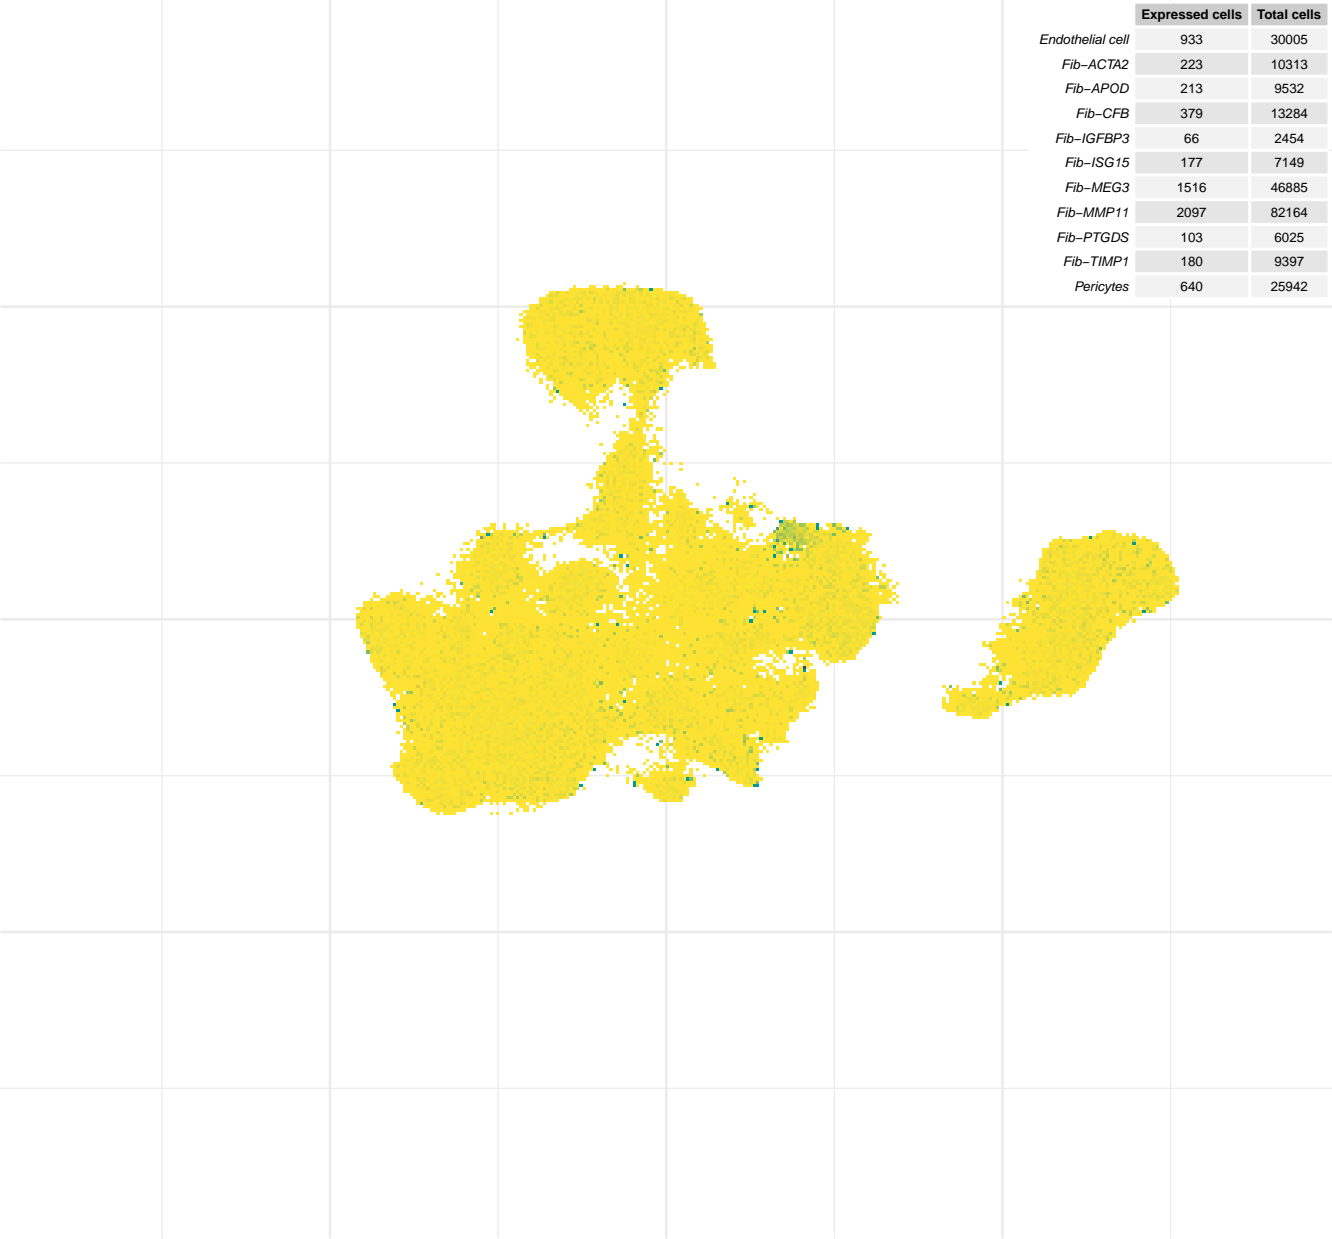 Expressed cells Total cells
Endothelial cell 933 30005
Fib−ACTA2 223 10313
Fib−APOD 213 9532
Fib−CFB 379 13284
Fib−IGFBP3 66 2454
Fib−ISG15 177 7149
Fib−MEG3 1516 46885
Fib−MMP11 2097 82164
Fib−PTGDS 103 6025
Fib−TIMP1 180 9397
Pericytes 640 25942